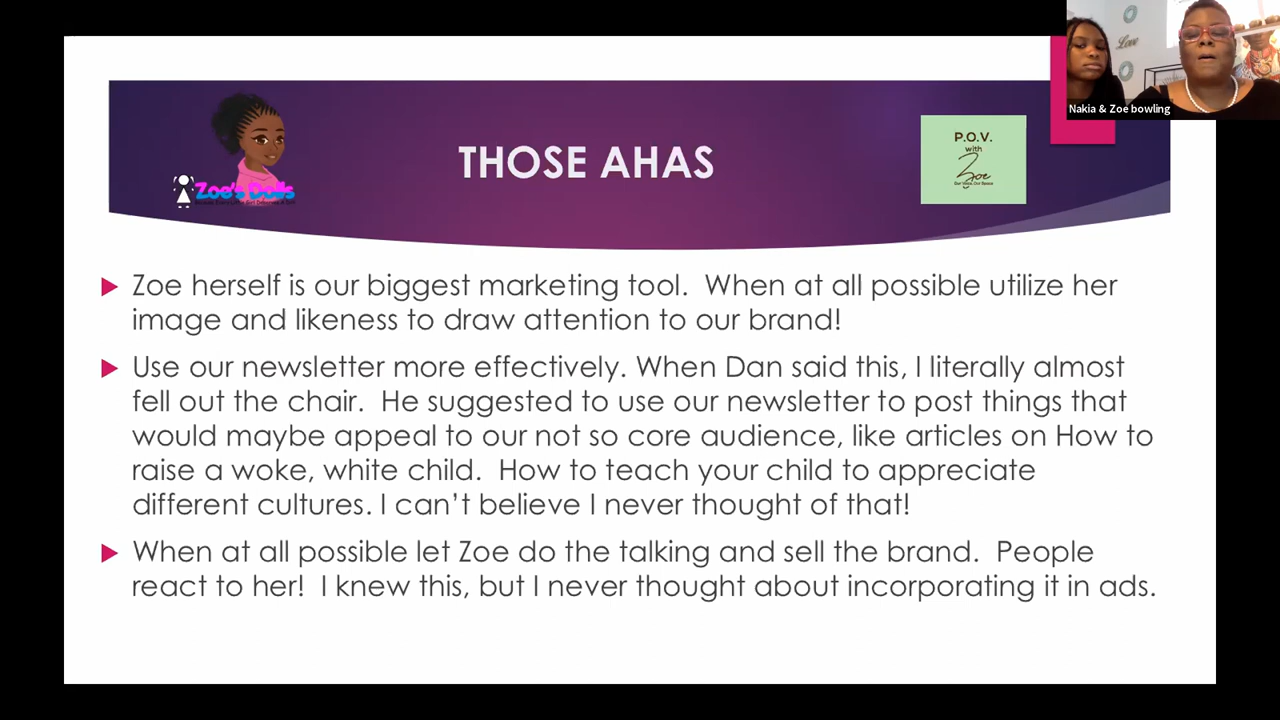 Love
Nakia & Zoe bowling
THOSE AHAS
Zoe's Dolls
P.O.V.
with
Zoe
Our Voice, Our Space
Zoe herself is our biggest marketing tool.  When at all possible utilize her
image and likeness to draw attention to our brand!
Use our newsletter more effectively. When Dan said this, I literally almost
fell out the chair.  He suggested to use our newsletter to post things that
would maybe appeal to our not so core audience, like articles on How to
raise a woke, white child.  How to teach your child to appreciate
different cultures. I can’t believe I never thought of that!
When at all possible let Zoe do the talking and sell the brand.  People
react to her!  I knew this, but I never thought about incorporating it in ads.